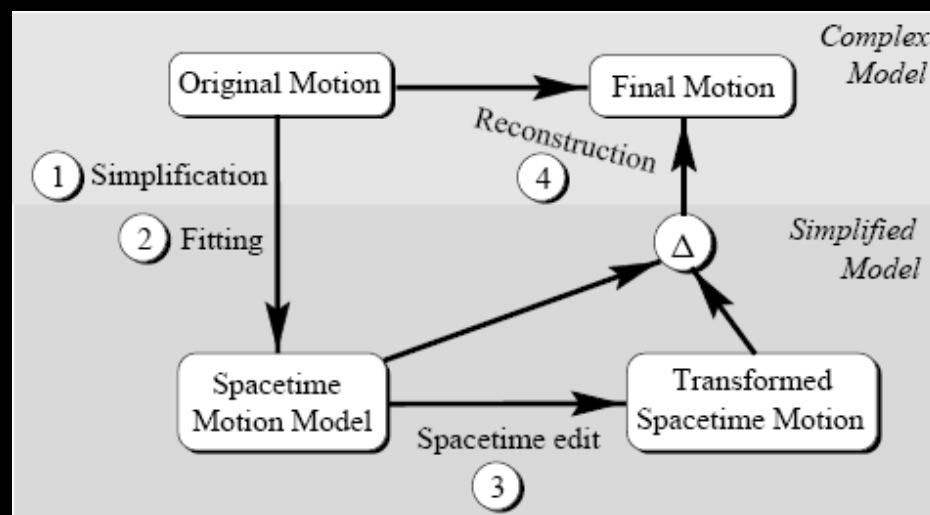 Complex
Model
Original Motion
Final Motion
Reconstruction
4
1 Simplification
2 Fitting
Simplified
Model
Δ
Spacetime
Motion Model
Transformed
Spacetime Motion
Spacetime edit
3